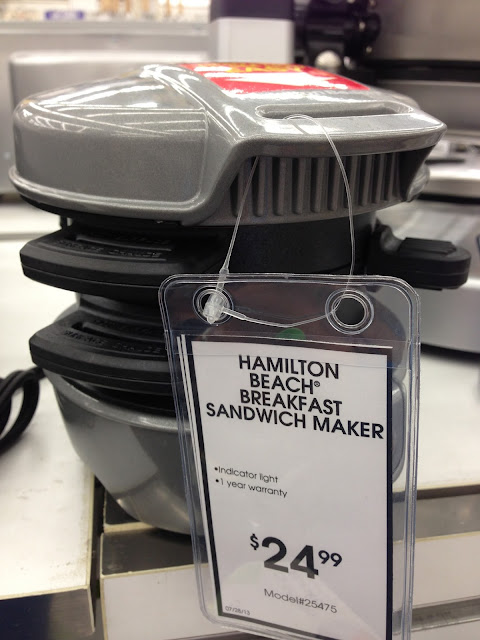 HAMILTON
BEACH®
BREAKFAST
SANDWICH MAKER
•Indicator light
•1 year warranty
$24.99
Model#25475